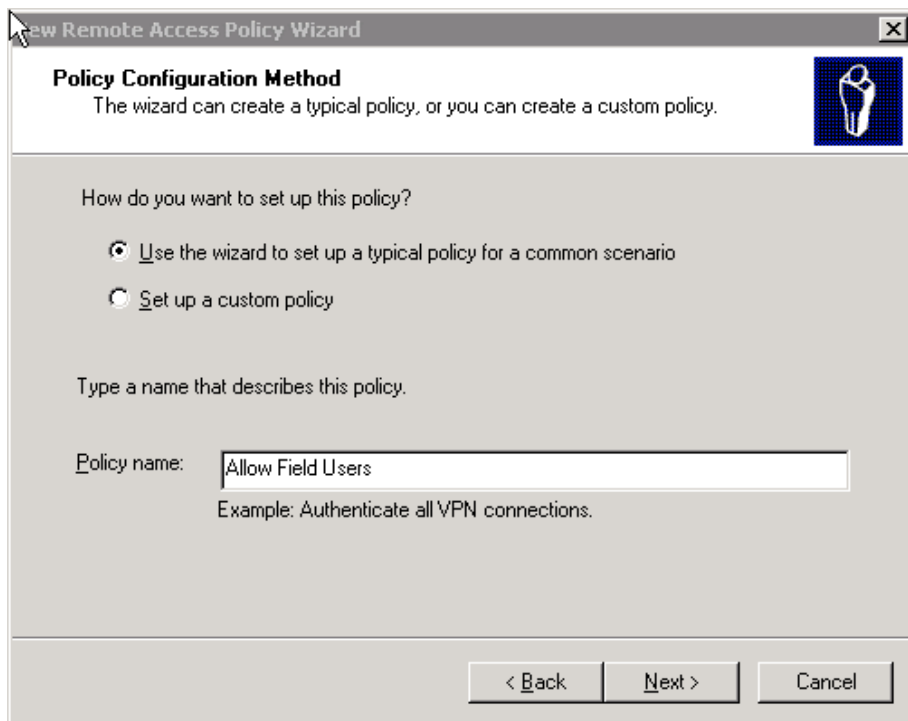 ew Remote Access Policy Wizard
Policy Configuration Method
The wizard can create a typical policy, or you can create a custom policy.
How do you want to set up this policy?
Use the wizard to set up a typical policy for a common scenario
Set up a custom policy
Type a name that describes this policy.
Policy name: Allow Field Users
Example: Authenticate all VPN connections.
< Back Next > Cancel